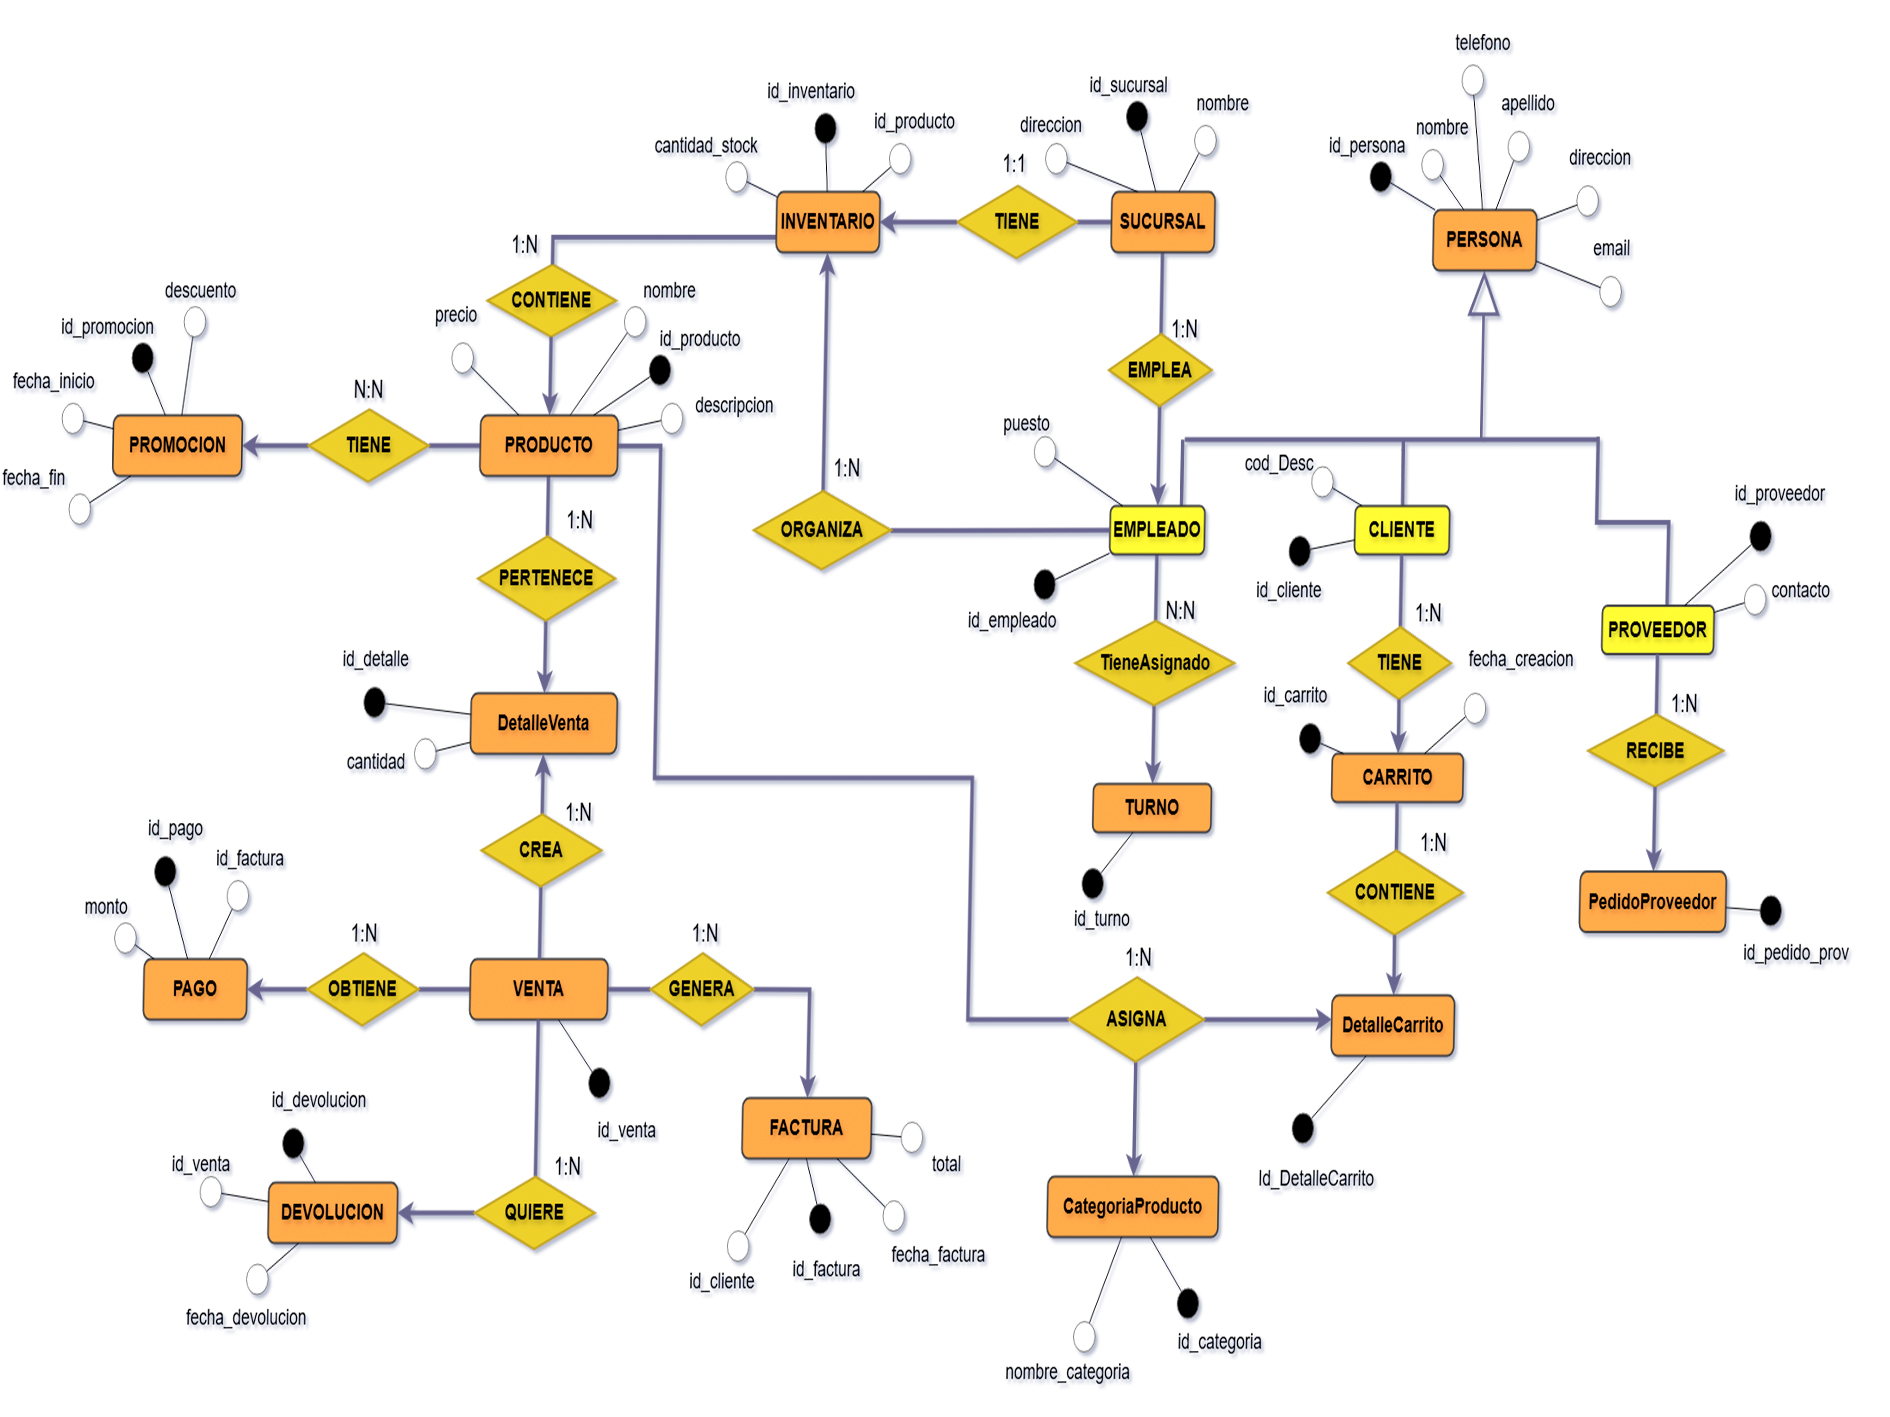 telefono
id_sucursal
id_inventario
nombre
apellido
id_producto
direccion
nombre
cantidad_stock
id_persona
direccion
1:1
INVENTARIO
TIENE
SUCURSAL
PERSONA
1:N
email
descuento
nombre
CONTIENE
precio
id_promocion
id_producto
1:N
EMPLEA
fecha_inicio
N:N
descripcion
puesto
PROMOCION
TIENE
PRODUCTO
cod_Desc
1:N
fecha_fin
id_proveedor
1:N
ORGANIZA
EMPLEADO
CLIENTE
PERTENECE
id_cliente
contacto
id_empleado
N:N
1:N
PROVEEDOR
id_detalle
TieneAsignado
TIENE
fecha_creacion
id_carrito
1:N
DetalleVenta
RECIBE
cantidad
CARRITO
1:N
TURNO
id_pago
1:N
CREA
id_factura
CONTIENE
PedidoProveedor
monto
id_turno
1:N
1:N
1:N
id_pedido_prov
PAGO
OBTIENE
VENTA
GENERA
ASIGNA
DetalleCarrito
id_devolucion
id_venta
FACTURA
id_venta
1:N
total
Id_DetalleCarrito
DEVOLUCION
QUIERE
CategoriaProducto
fecha_factura
id_factura
id_cliente
fecha_devolucion
id_categoria
nombre_categoria